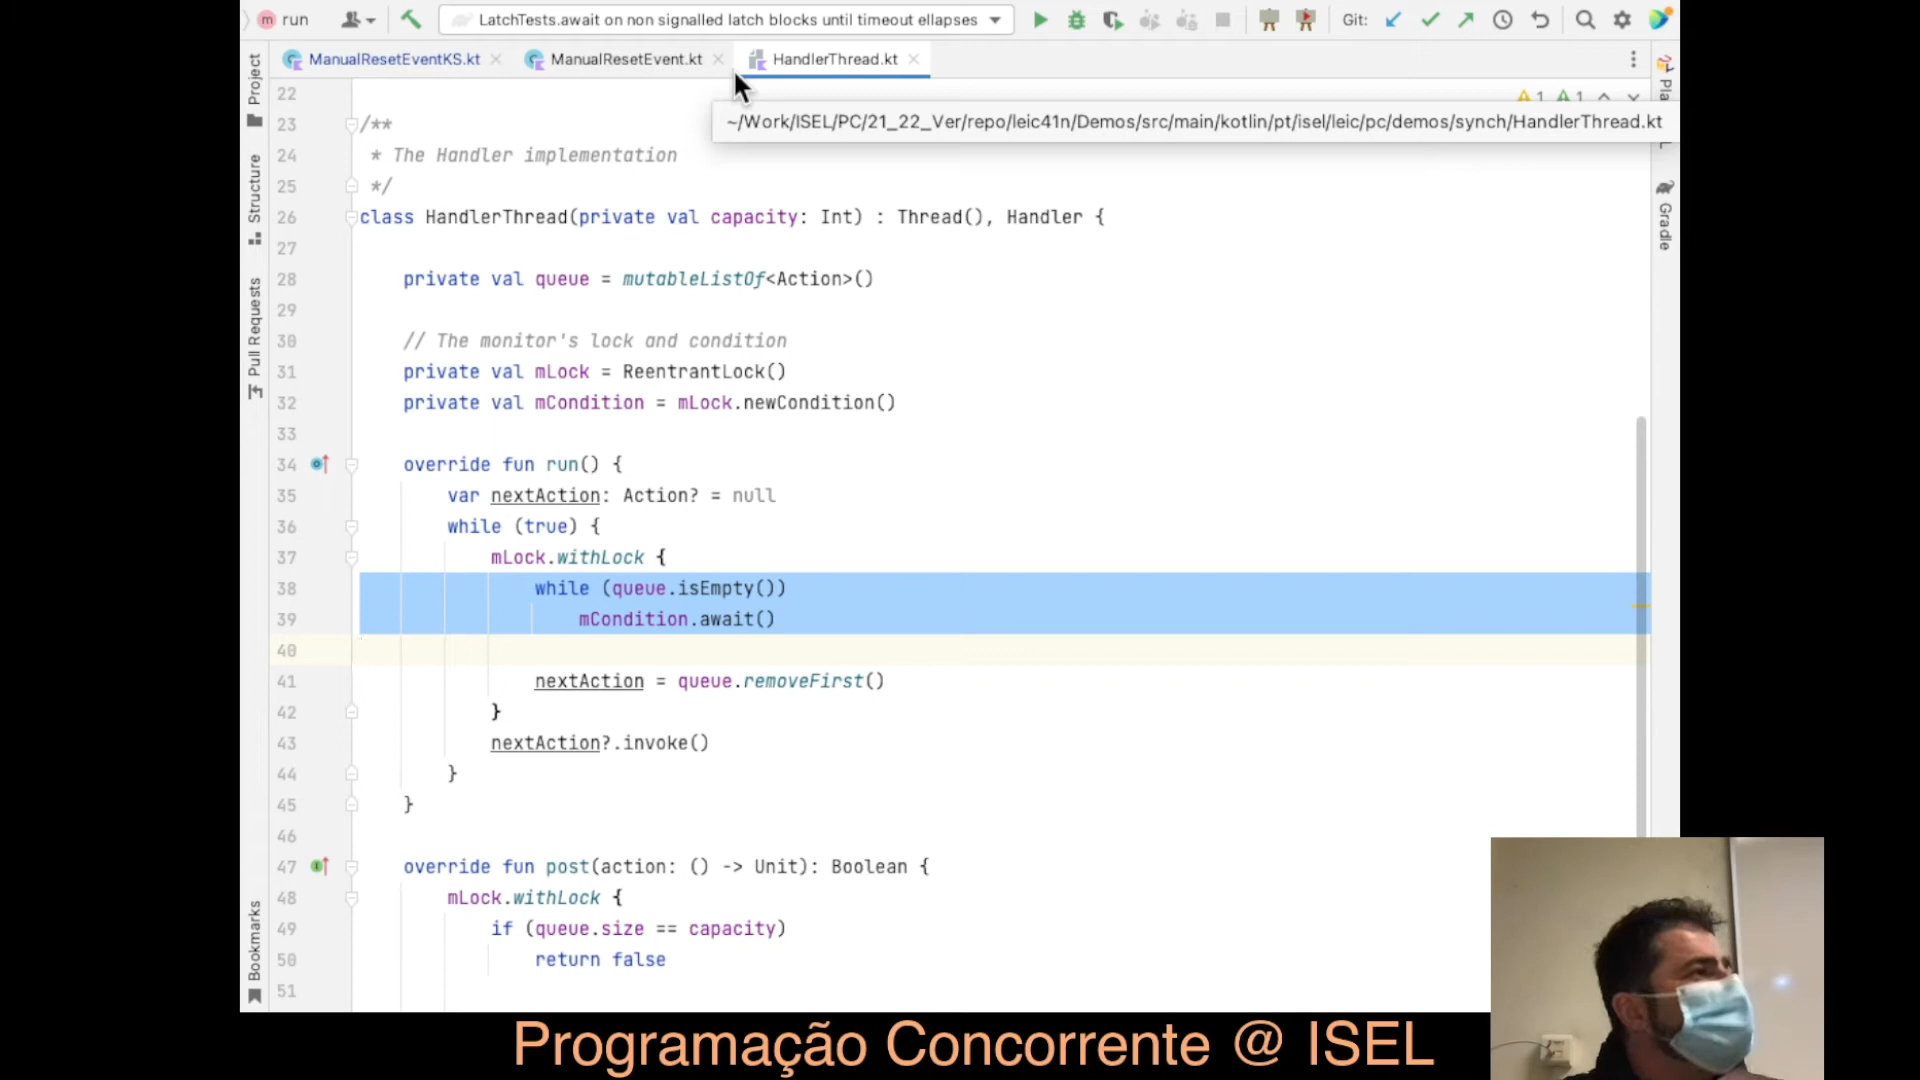 run
LatchTests.await on non signalled latch blocks until timeout ellapses
Git:
ManualResetEventKS.kt
ManualResetEvent.kt
HandlerThread.kt
1
1
~/Work/ISEL/PC/21_22_Ver/repo/leic41n/Demos/src/main/kotlin/pt/isel/leic/pc/demos/synch/HandlerThread.kt
Project
Structure
Pull Requests
Bookmarks
Gradle
22
23 /**
24 * The Handler implementation
25 */
26 class HandlerThread(private val capacity: Int) : Thread(), Handler {
27
28 private val queue = mutableListOf<Action>()
29
30 // The monitor's lock and condition
31 private val mLock = ReentrantLock()
32 private val mCondition = mLock.newCondition()
33
34 override fun run() {
35 var nextAction: Action? = null
36 while (true) {
37 mLock.withLock {
38 while (queue.isEmpty())
39 mCondition.await()
40
41 nextAction = queue.removeFirst()
42 }
43 nextAction?.invoke()
44 }
45 }
46
47 override fun post(action: () -> Unit): Boolean {
48 mLock.withLock {
49 if (queue.size == capacity)
50 return false
51
Programação Concorrente @ ISEL